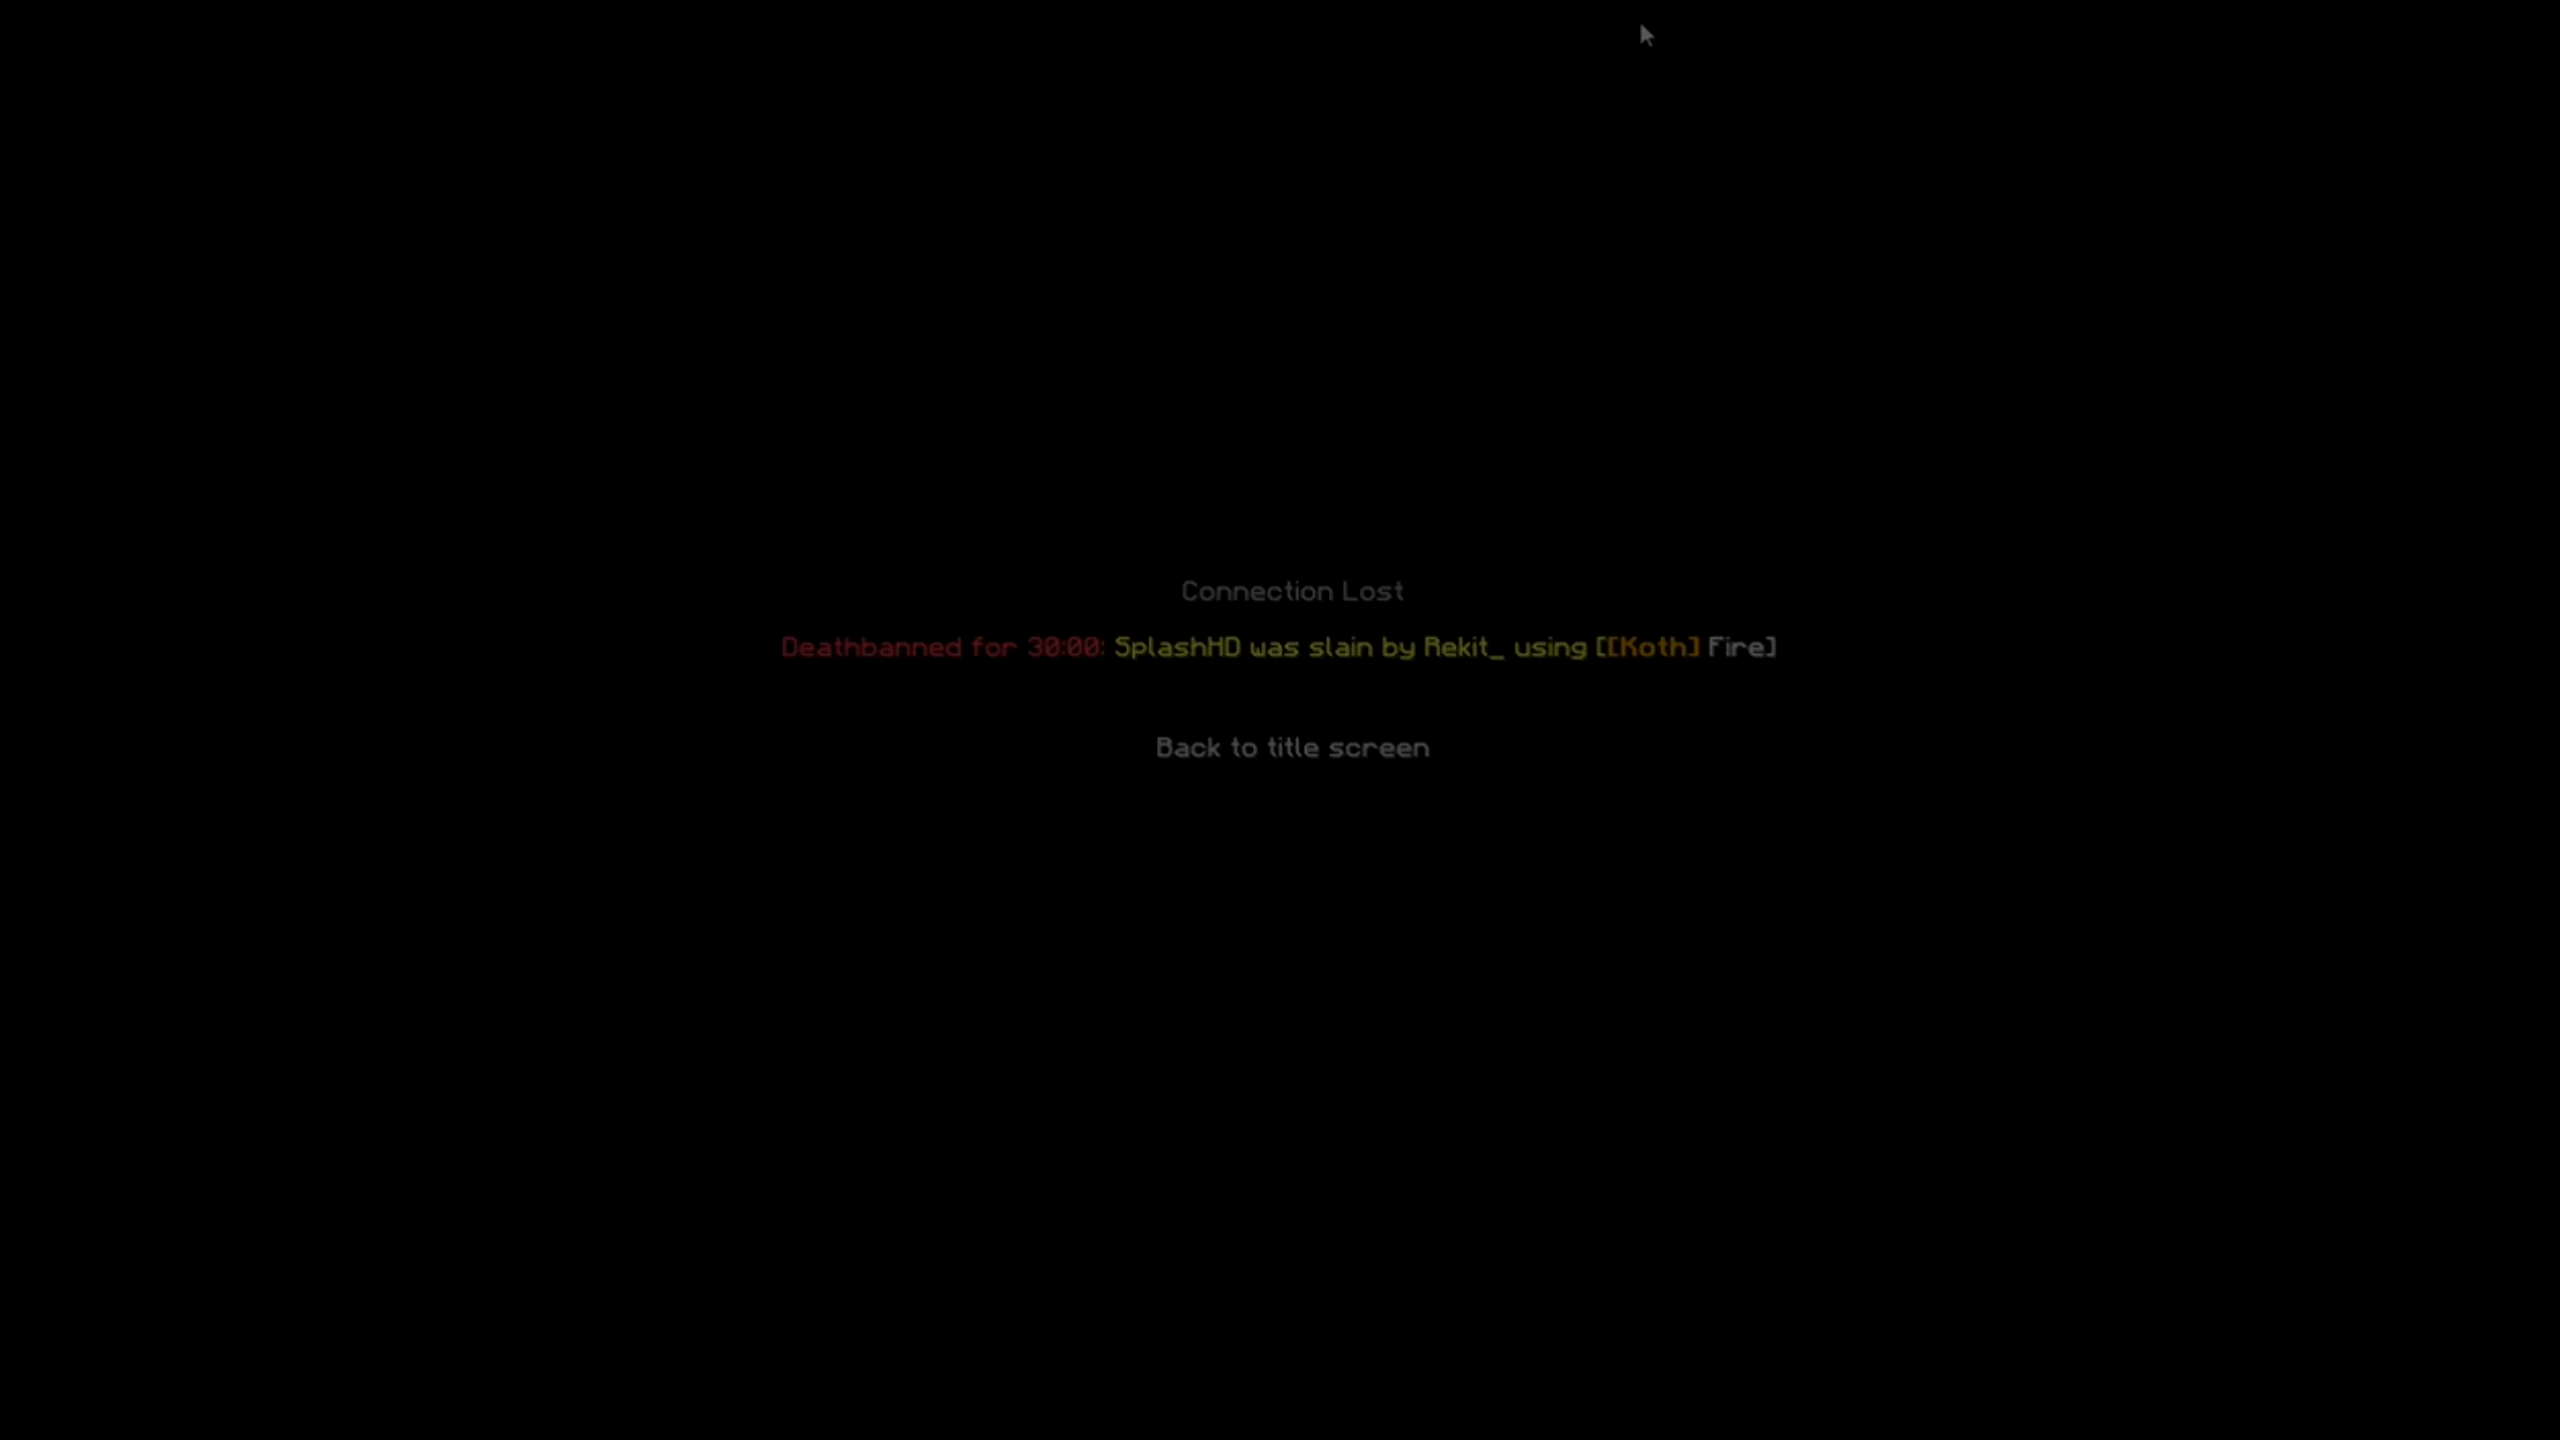 Connection Lost
Deathbanned for 30:00: SplashHD was slain by Rekit_ using [[Koth] Fire]
Back to title screen